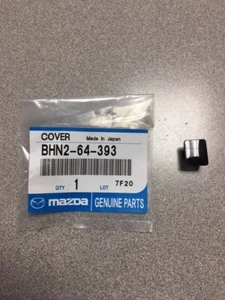 COVER
Made In Japan
BHN2-64-393
QTY 1 LOT 7F20
mazda GENUINE PARTS